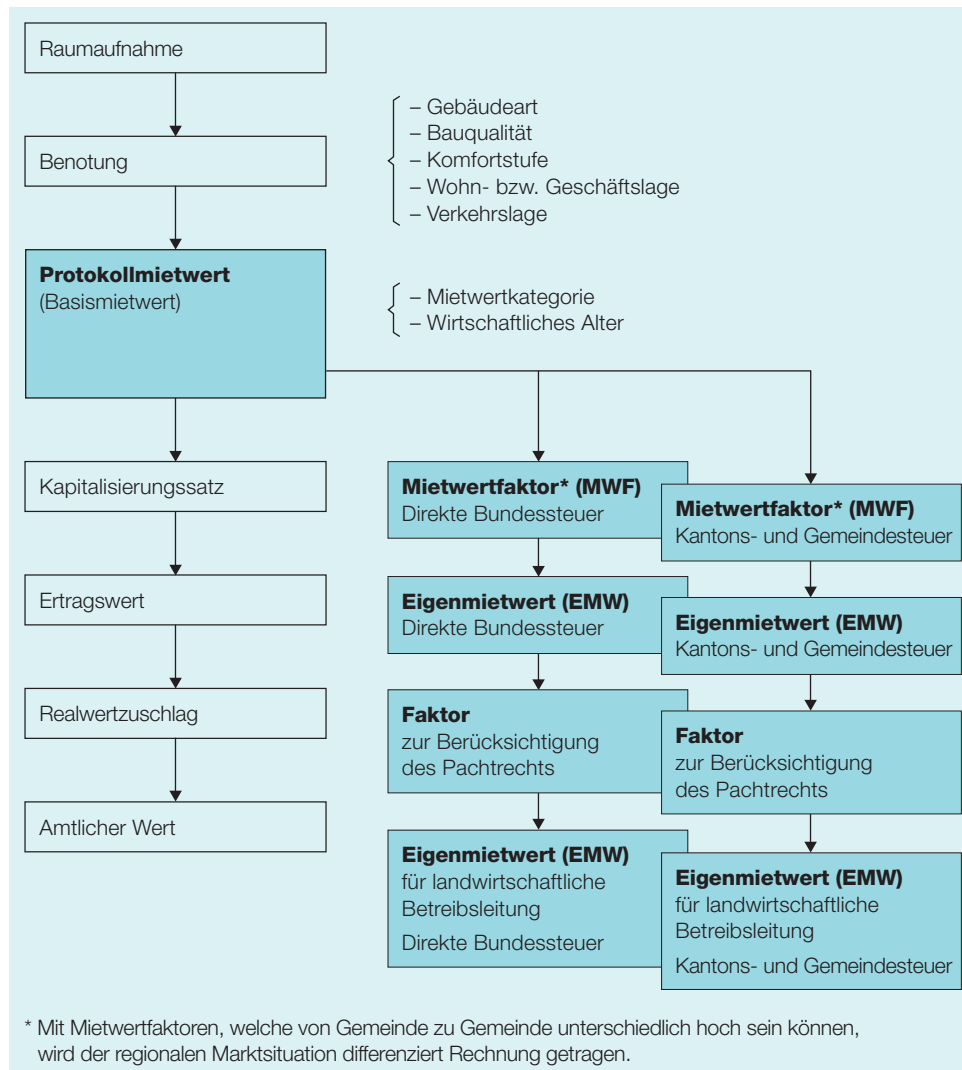 Raumaufnahme
Benotung
– Gebäudeart
– Bauqualität
– Komfortstufe
– Wohn- bzw. Geschäftslage
– Verkehrslage
Protokollmietwert
(Basismietwert)
– Mietwertkategorie
– Wirtschaftliches Alter
Kapitalisierungssatz
Ertragswert
Realwertzuschlag
Amtlicher Wert
Mietwertfaktor* (MWF)
Direkte Bundessteuer
Eigenmietwert (EMW)
Direkte Bundessteuer
Faktor
zur Berücksichtigung
des Pachtrechts
Eigenmietwert (EMW)
für landwirtschaftliche
Betreibsleitung
Direkte Bundessteuer
Mietwertfaktor* (MWF)
Kantons- und Gemeindesteuer
Eigenmietwert (EMW)
Kantons- und Gemeindesteuer
Faktor
zur Berücksichtigung
des Pachtrechts
Eigenmietwert (EMW)
für landwirtschaftliche
Betreibsleitung
Kantons- und Gemeindesteuer
* Mit Mietwertfaktoren, welche von Gemeinde zu Gemeinde unterschiedlich hoch sein können,
wird der regionalen Marktsituation differenziert Rechnung getragen.